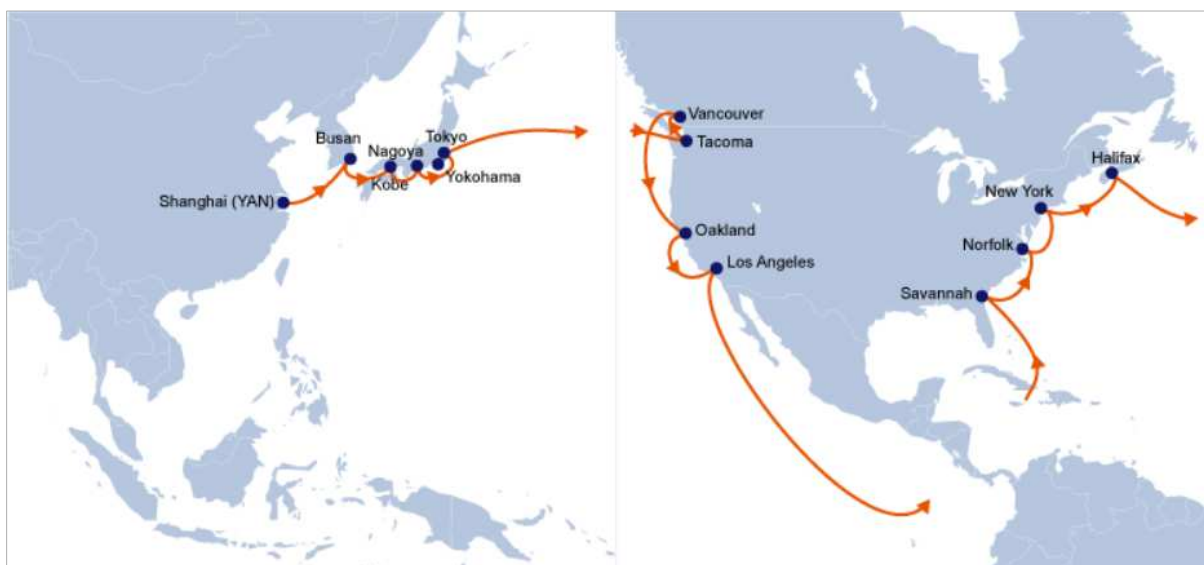 Busan
Tokyo
Nagoya
Kobe
Yokohama
Shanghai (YAN)
Vancouver
Tacoma
Halifax
New York
Oakland
Norfolk
Los Angeles
Savannah